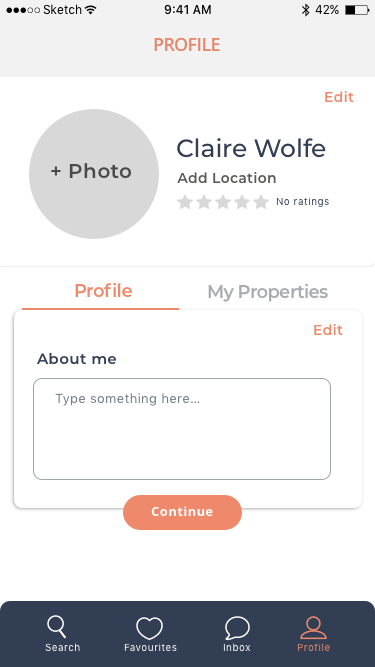 Sketch 9:41 AM 42%
PROFILE
Edit
+ Photo
Claire Wolfe
Add Location
No ratings
Profile My Properties
Edit
About me
Type something here...
Continue
Search Favourites Inbox Profile